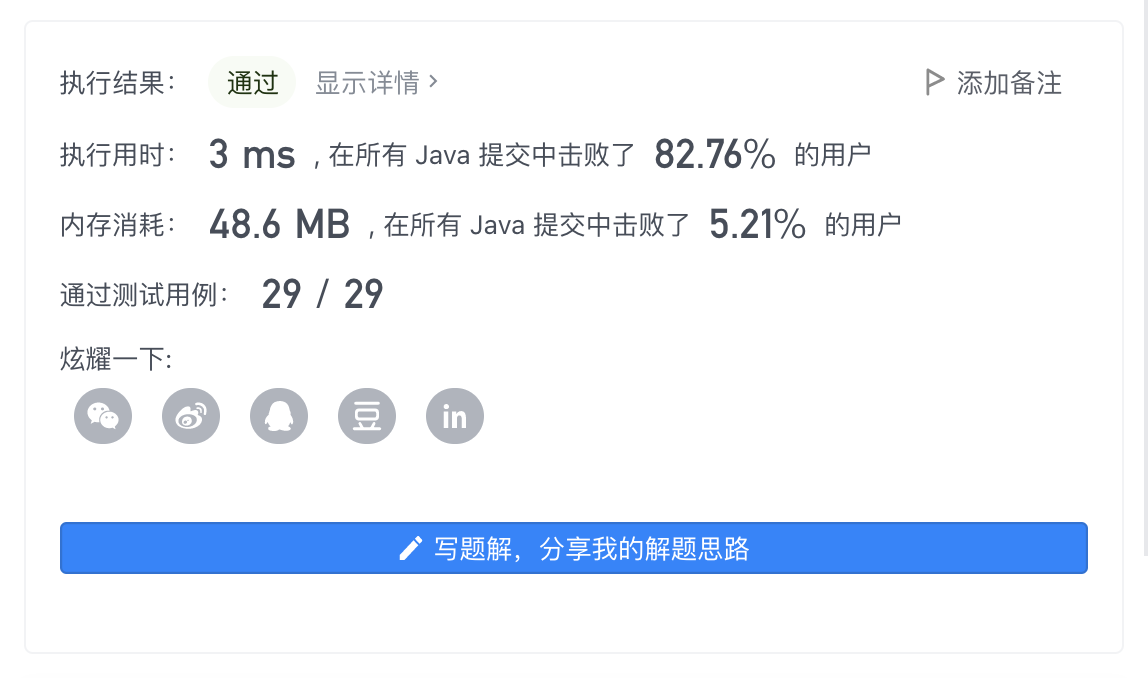 执行结果： 通过 显示详情 > 添加备注
执行用时： 3 ms , 在所有 Java 提交中击败了 82.76% 的用户
内存消耗： 48.6 MB , 在所有 Java 提交中击败了 5.21% 的用户
通过测试用例： 29 / 29
炫耀一下:
豆 in
写题解，分享我的解题思路